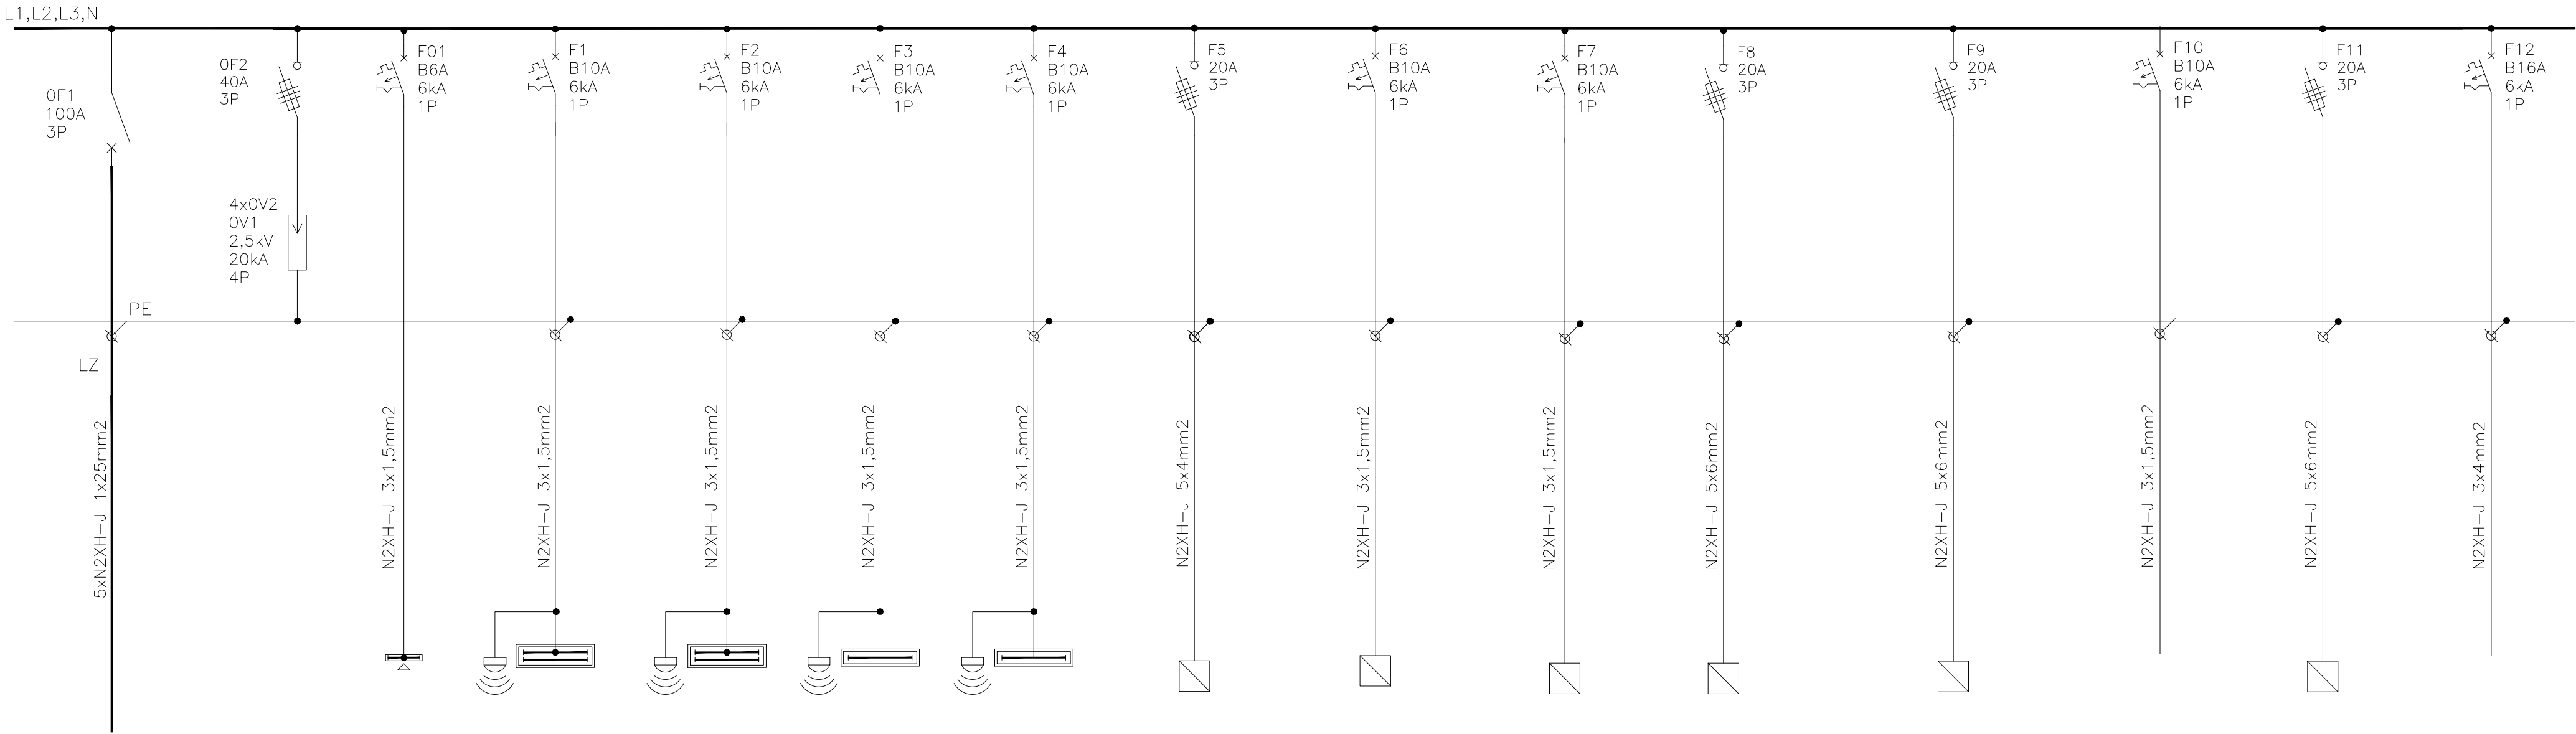 L1,L2,L3,N
0F1
100A
3P
0F2
40A
3P
4x0V2
0V1
2,5kV
20kA
4P
F01
B6A
6kA
1P
F1
B10A
6kA
1P
F2
B10A
6kA
1P
F3
B10A
6kA
1P
F4
B10A
6kA
1P
F5
20A
3P
F6
B10A
6kA
1P
F7
B10A
6kA
1P
F8
20A
3P
F9
20A
3P
F10
B10A
6kA
1P
F11
20A
3P
F12
B16A
6kA
1P
PE
LZ
5xN2XH-J 1x25mm2
N2XH-J 3x1,5mm2
N2XH-J 3x1,5mm2
N2XH-J 3x1,5mm2
N2XH-J 3x1,5mm2
N2XH-J 3x1,5mm2
N2XH-J 5x4mm2
N2XH-J 3x1,5mm2
N2XH-J 3x1,5mm2
N2XH-J 5x6mm2
N2XH-J 5x6mm2
N2XH-J 3x1,5mm2
N2XH-J 5x6mm2
N2XH-J 3x4mm2